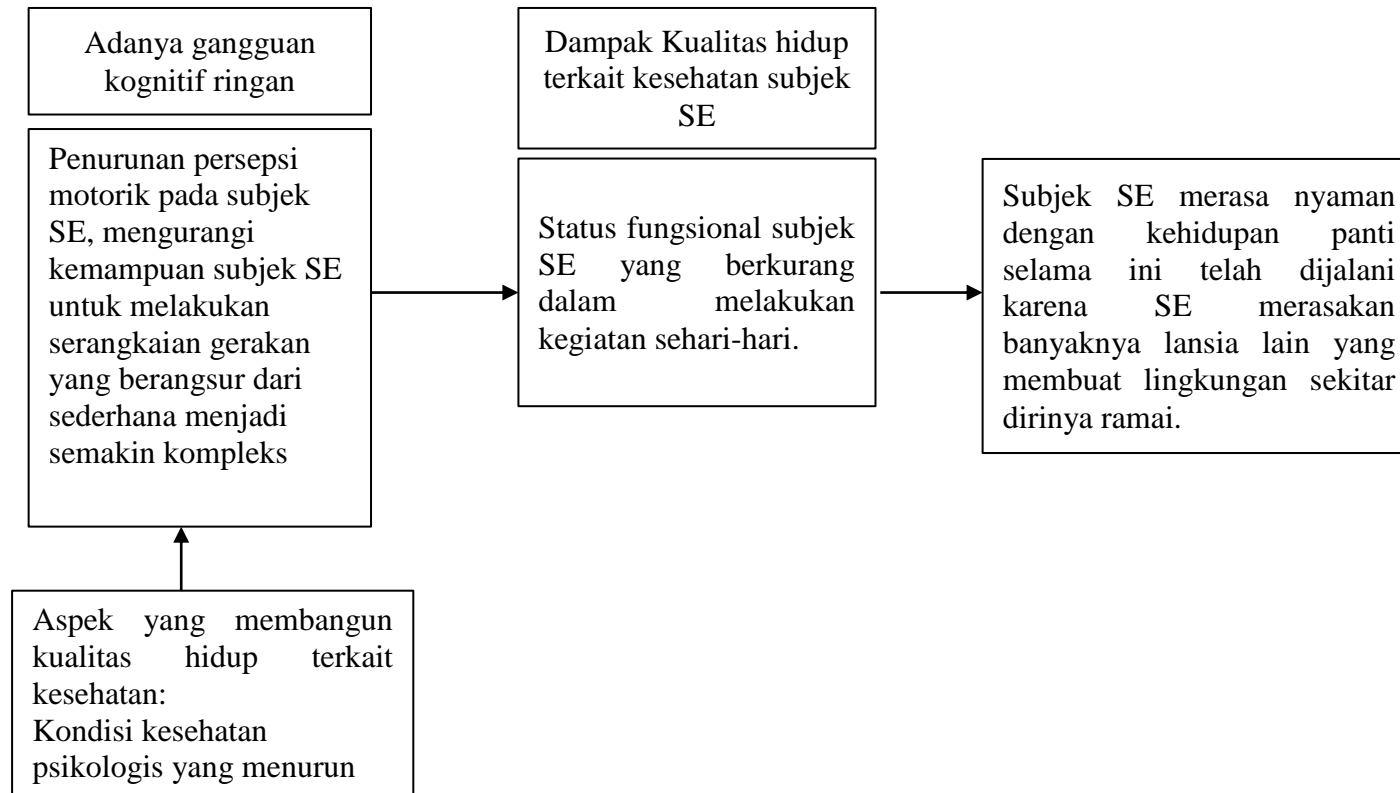 Adanya gangguan
kognitif ringan
Penurunan persepsi
motorik pada subjek
SE, mengurangi
kemampuan subjek SE
untuk melakukan
serangkaian gerakan
yang berangsur dari
sederhana menjadi
semakin kompleks
Aspek yang membangun
kualitas hidup terkait
kesehatan:
Kondisi kesehatan
psikologis yang menurun
Dampak Kualitas hidup
terkait kesehatan subjek
SE
Status fungsional subjek
SE yang berkurang
dalam melakukan
kegiatan sehari-hari.
Subjek SE merasa nyaman
dengan kehidupan panti
selama ini telah dijalani
karena SE merasakan
banyaknya lansia lain yang
membuat lingkungan sekitar
dirinya ramai.